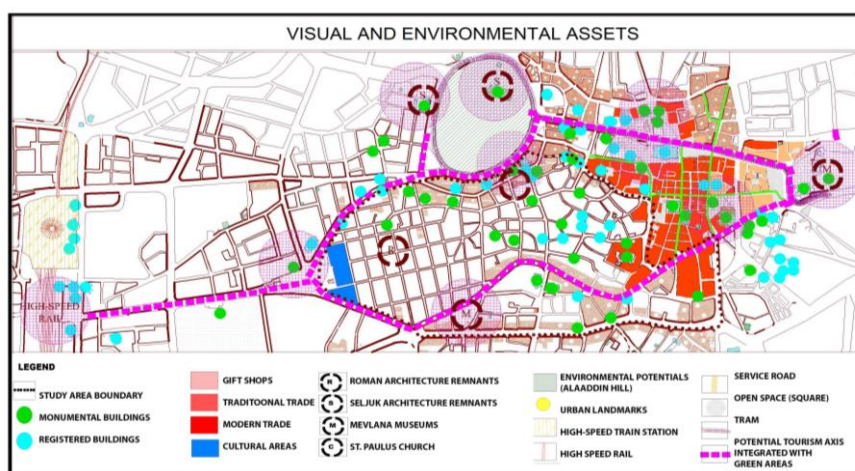 VISUAL AND ENVIRONMENTAL ASSETS
S
S
M
R
M
HIGH-SPEED
RAIL
LEGEND
STUDY AREA BOUNDARY
MONUMENTAL BUILDINGS
REGISTERED BUILDINGS
GIFT SHOPS
TRADITOONAL TRADE
MODERN TRADE
CULTURAL AREAS
R ROMAN ARCHITECTURE REMNANTS
S SELJUK ARCHITECTURE REMNANTS
M MEVLANA MUSEUMS
C ST. PAULUS CHURCH
ENVIRONMENTAL POTENTIALS
(ALAADDIN HILL)
URBAN LANDMARKS
HIGH-SPEED TRAIN STATION
HIGH SPEED RAIL
SERVICE ROAD
OPEN SPACE (SQUARE)
TRAM
POTENTIAL TOURISM AXIS
INTEGRATED WITH
GREEN AREAS